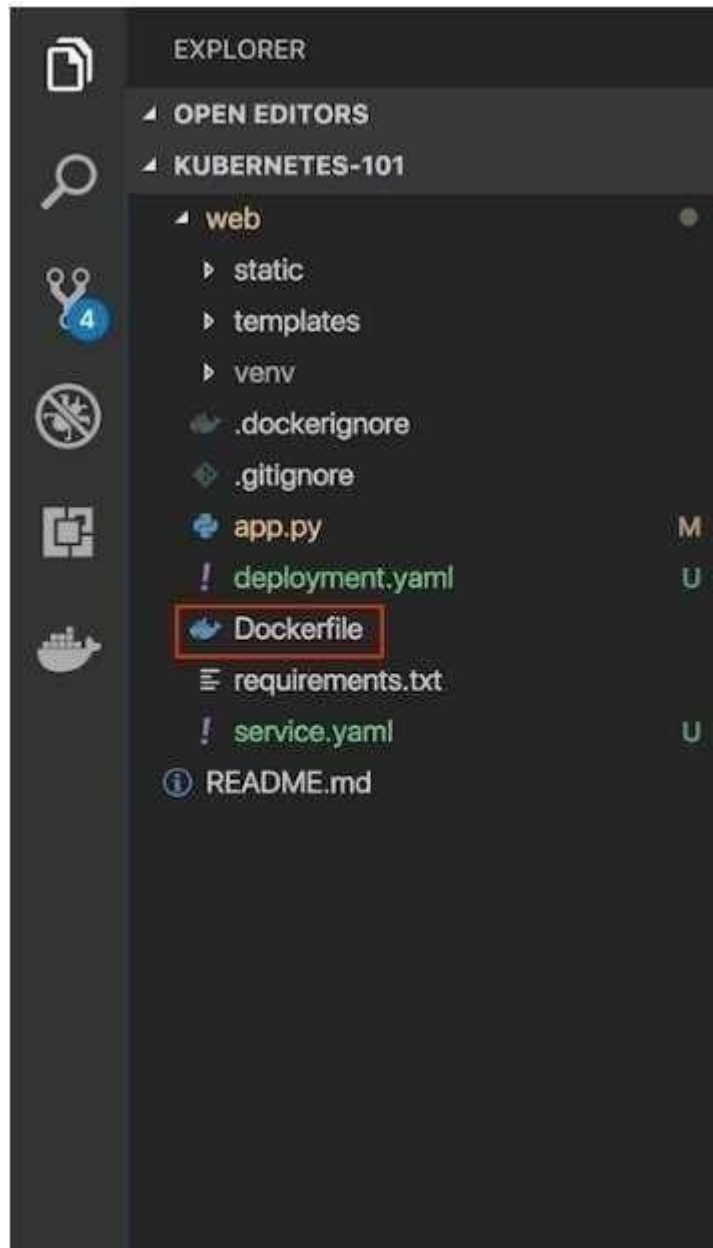 EXPLORER
OPEN EDITORS
KUBERNETES-101
web
static
templates
venv
.dockerignore
.gitignore
app.py M
deployment.yaml U
Dockerfile
requirements.txt
service.yaml U
README.md
4